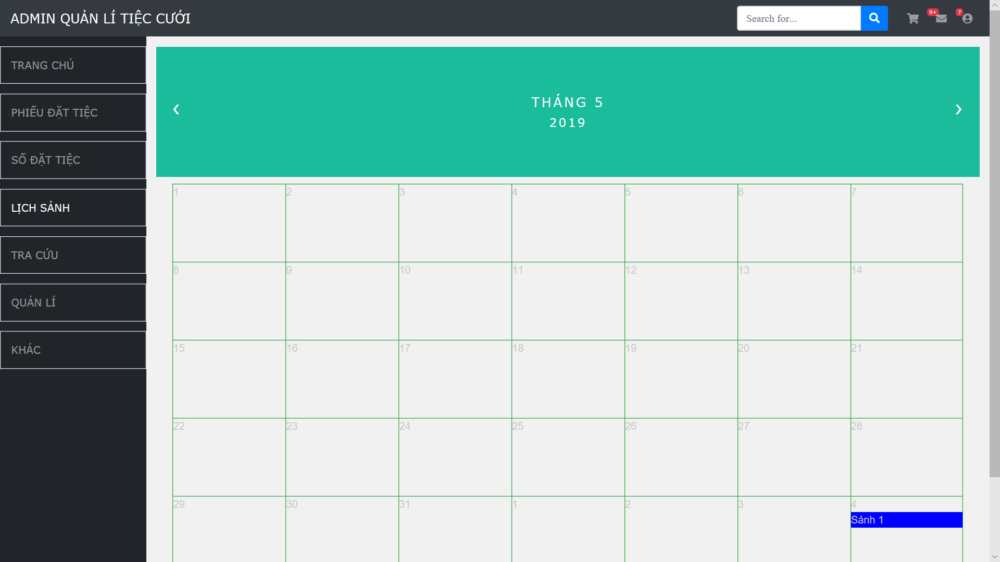 ADMIN QUẢN LÍ TIỆC CƯỚI
Search for...
9+
7
TRANG CHỦ
PHIẾU ĐẶT TIỆC
SỐ ĐẶT TIỆC
LỊCH SẢNH
TRA CỨU
QUẢN LÍ
KHÁC
❮
THÁNG 5
2019
❯
1 2 3 4 5 6 7
8 9 10 11 12 13 14
15 16 17 18 19 20 21
22 23 24 25 26 27 28
29 30 31 1 2 3 4
Sảnh 1